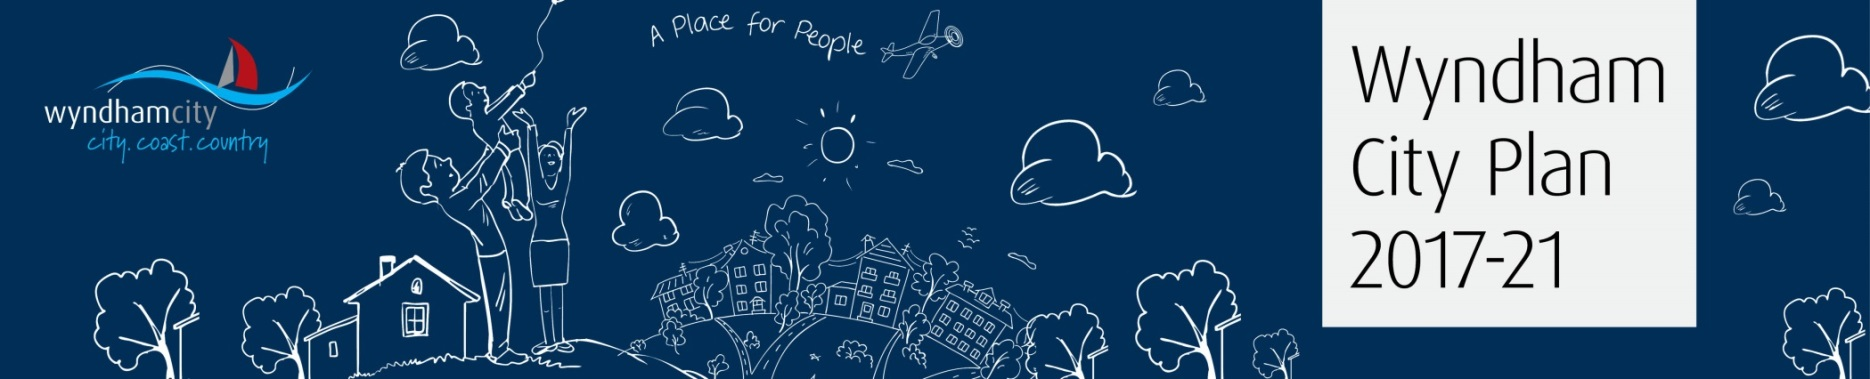 wyndhamcity
city. coast. country
A Place for People
Wyndham
City Plan
2017-21